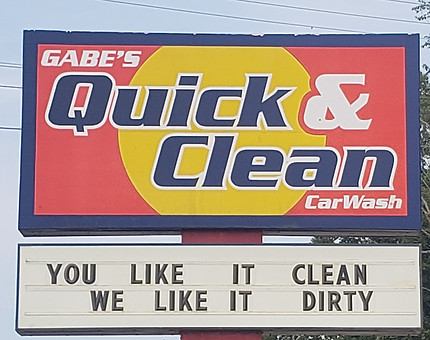 GABE'S
Quick &
Clean
CarWash
YOU LIKE IT CLEAN
WE LIKE IT DIRTY